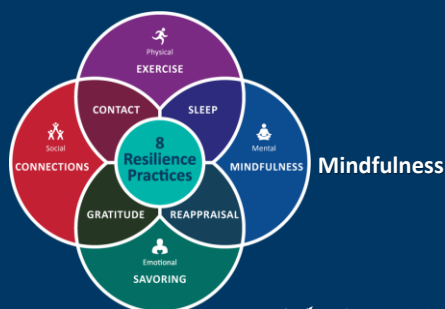 Physical
EXERCISE
CONTACT
SLEEP
8
Resilience
Practices
Social
CONNECTIONS
Mental
MINDFULNESS
Mindfulness
GRATITUDE
REAPPRAISAL
Emotional
SAVORING